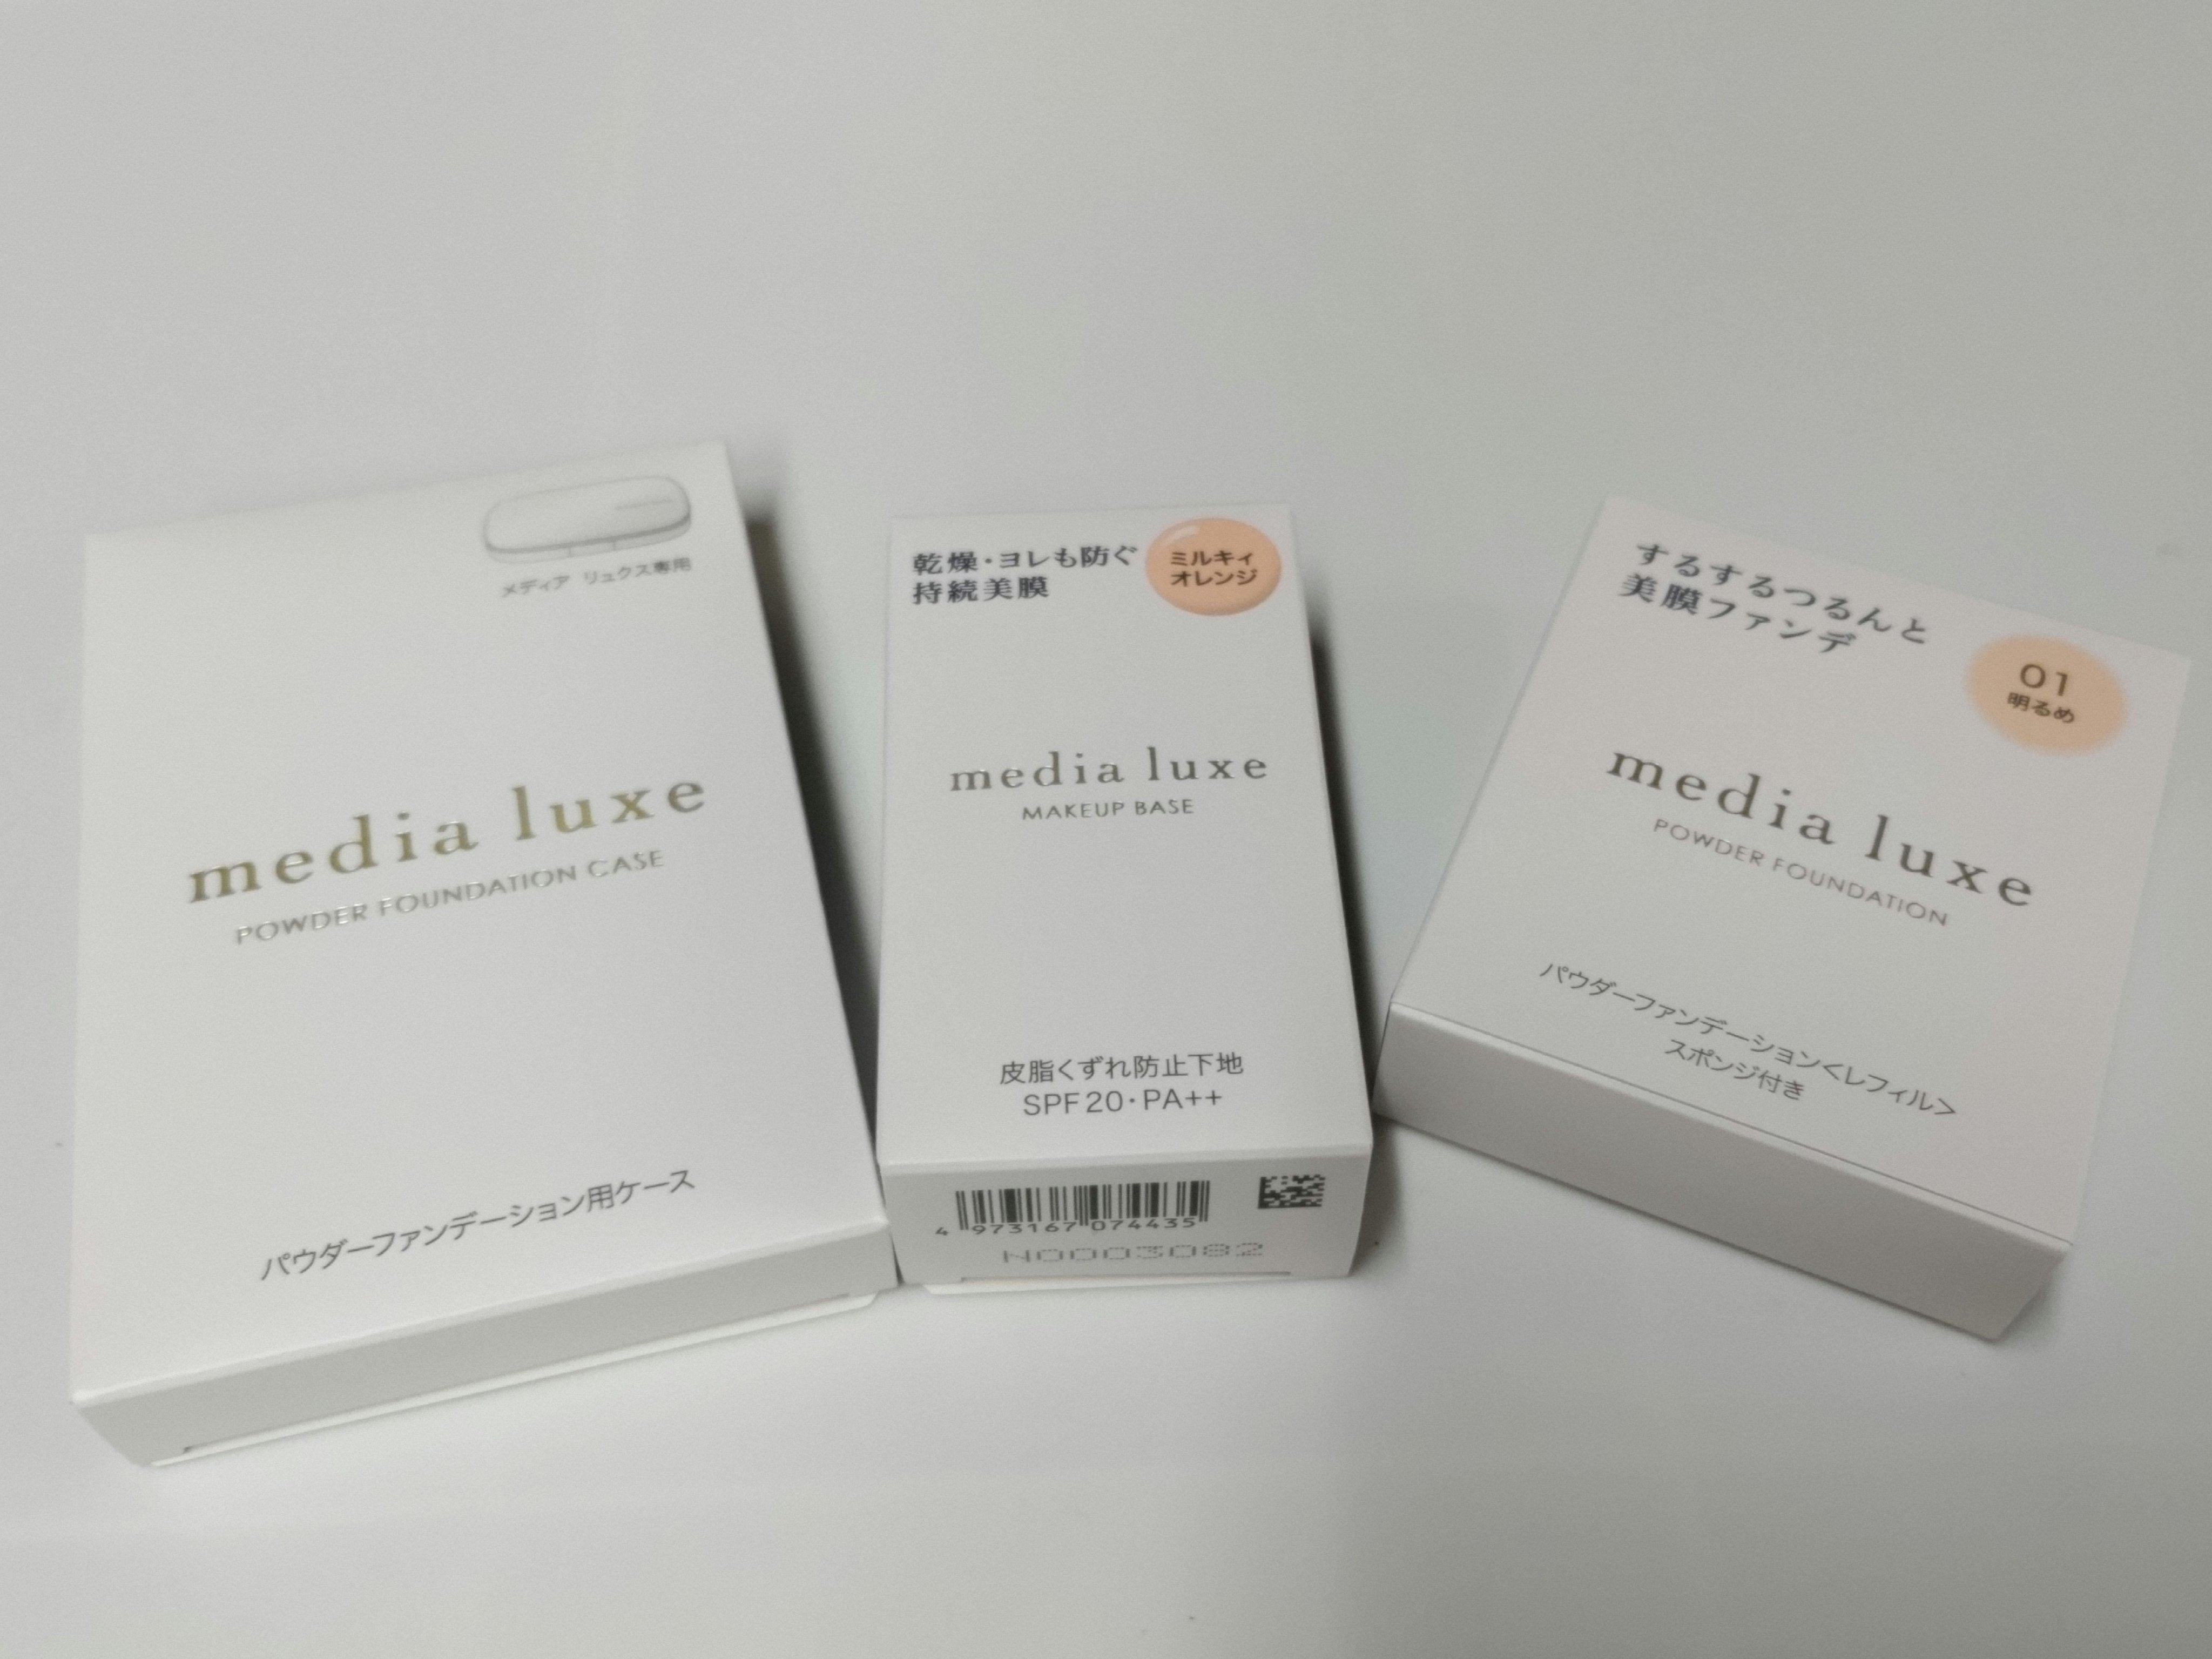 メディア リュクス専用
media luxe
POWDER FOUNDATION CASE
パウダーファンデーション用ケース
乾燥・ヨレも防ぐ
持続美膜
ミルキィ
オレンジ
media luxe
MAKEUP BASE
皮脂くずれ防止下地
SPF20・PA++
4 973167 074435
N0003082
するするつるんと
美膜ファンデ
01
明るめ
media luxe
POWDER FOUNDATION
パウダーファンデーション<レフィル>
スポンジ付き